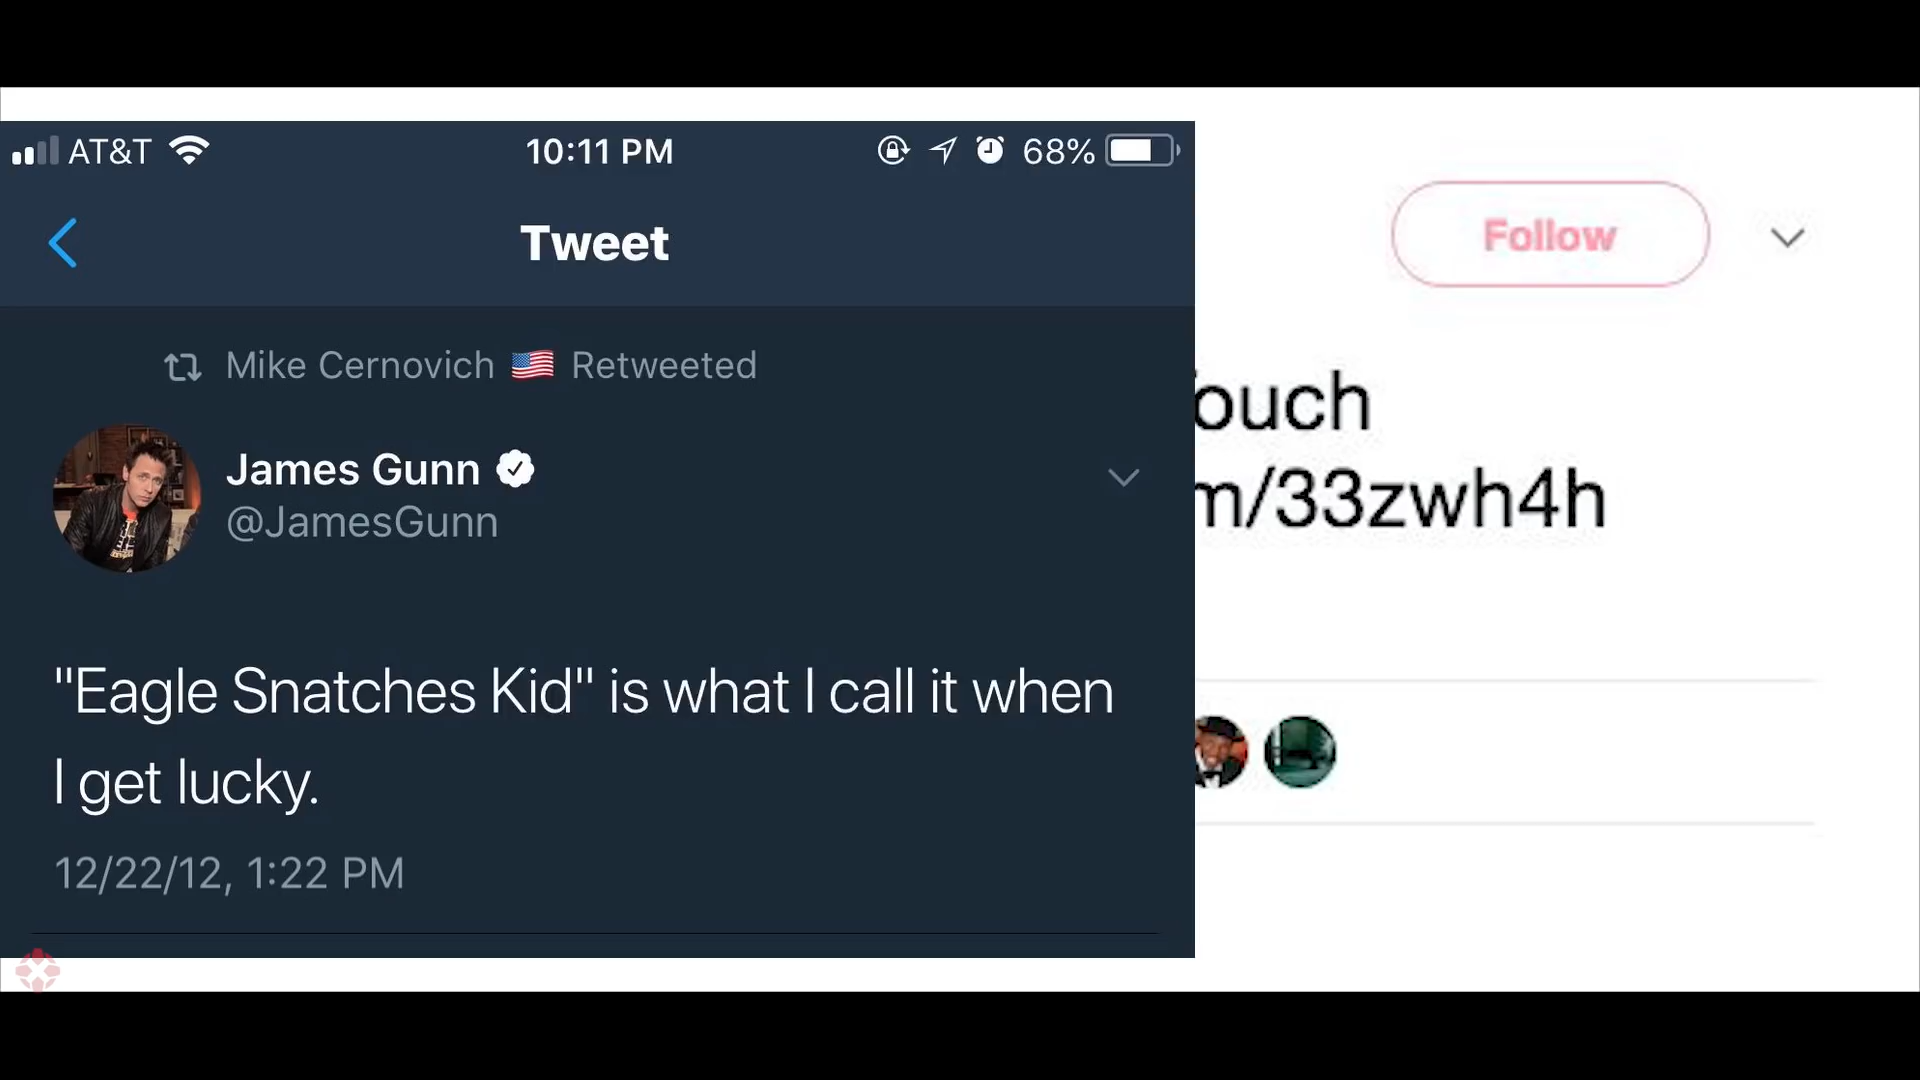 AT&T 10:11 PM 68%
Tweet
Mike Cernovich 🇺🇸 Retweeted
James Gunn
@JamesGunn
"Eagle Snatches Kid" is what I call it when
I get lucky.
12/22/12, 1:22 PM
Follow
ouch
m/33zwh4h